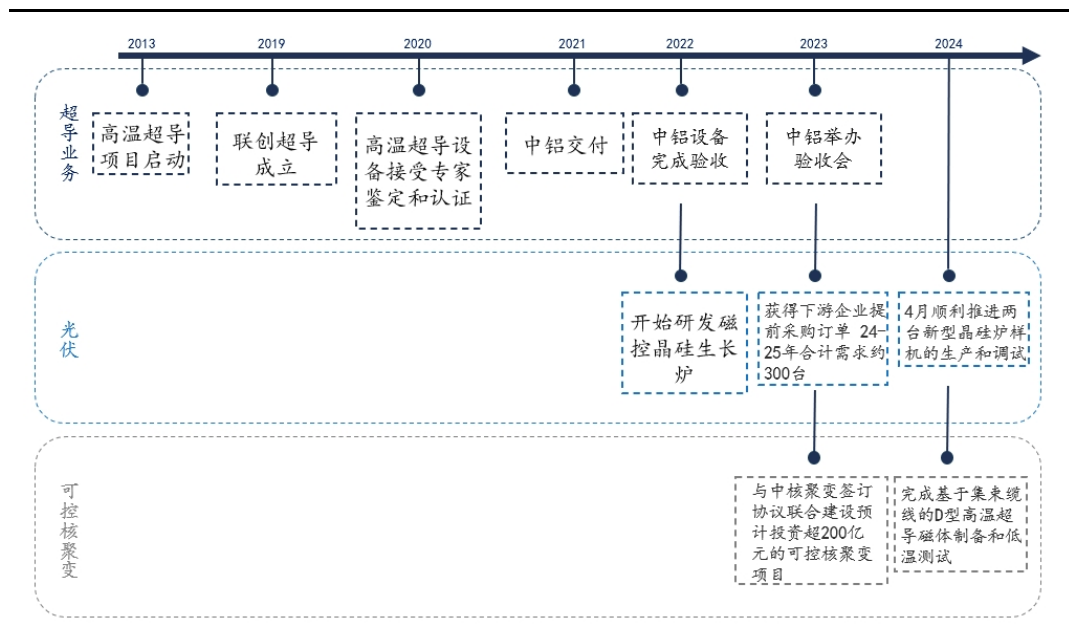 2013
2019
2020
2021
2022
2023
2024
超导业务
高温超导
项目启动
联创超导
成立
高温超导设
备接受专家
鉴定和认证
中铝交付
中铝设备
完成验收
中铝举办
验收会
光伏
开始研发磁
控晶硅生长
炉
获得下游企业提
前采购订单 24-
25年合计需求约
300台
4月顺利推进两
台新型晶硅炉样
机的生产和调试
可控核聚变
与中核聚变签订
协议联合建设预
计投资超200亿
元的可控核聚变
项目
完成基于集束缆
线的D型高温超
导磁体制备和低
温测试